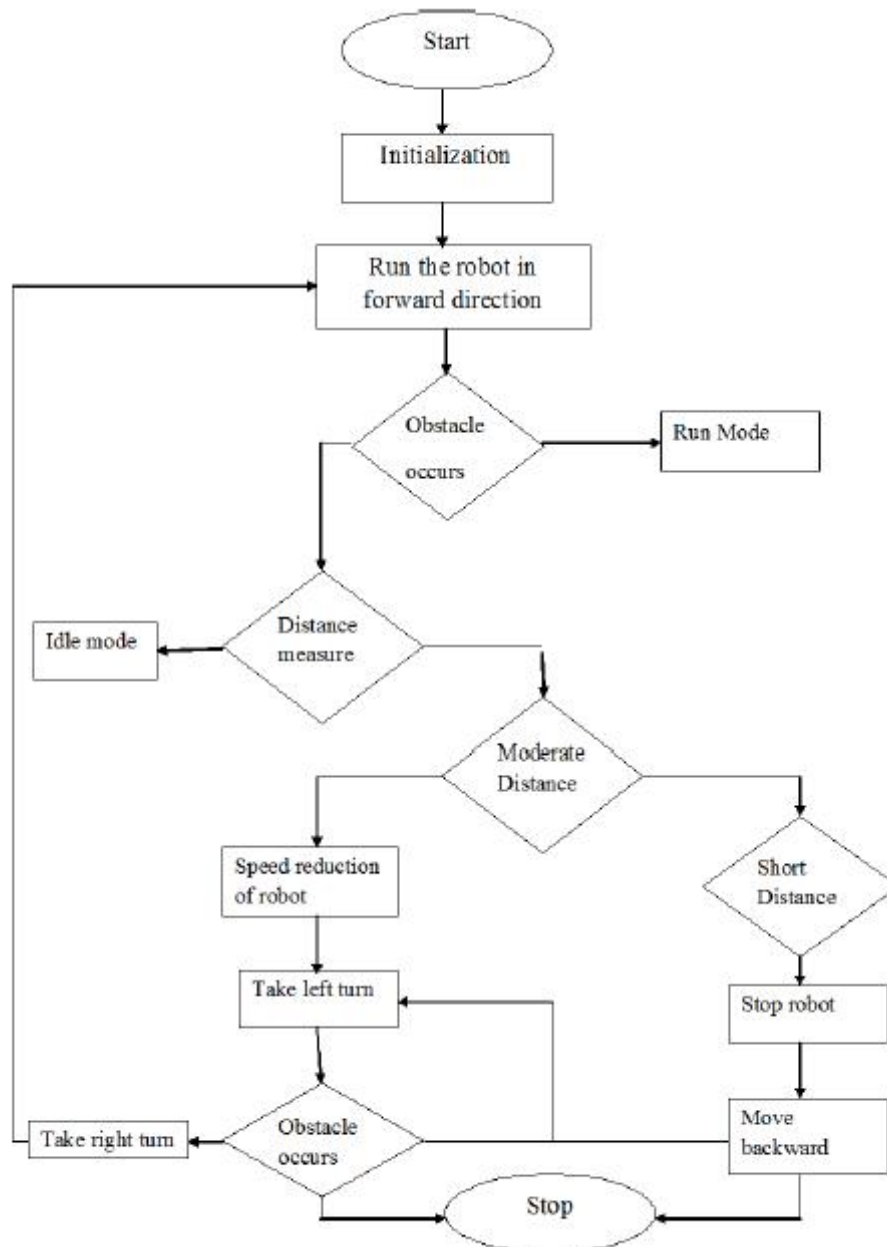 Start
Initialization
Run the robot in
forward direction
Obstacle
occurs
Run Mode
Distance
measure
Idle mode
Moderate
Distance
Speed reduction
of robot
Short
Distance
Take left turn
Stop robot
Take right turn
Obstacle
occurs
Move
backward
Stop